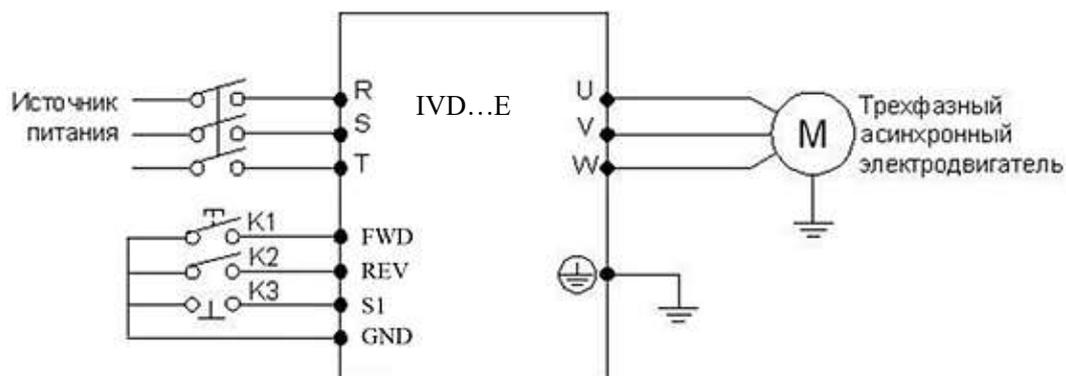 Источник
питания
R
S
T
IVD...E
U
V
W
M
Трехфазный
асинхронный
электродвигатель
K1
K2
K3
FWD
REV
S1
GND